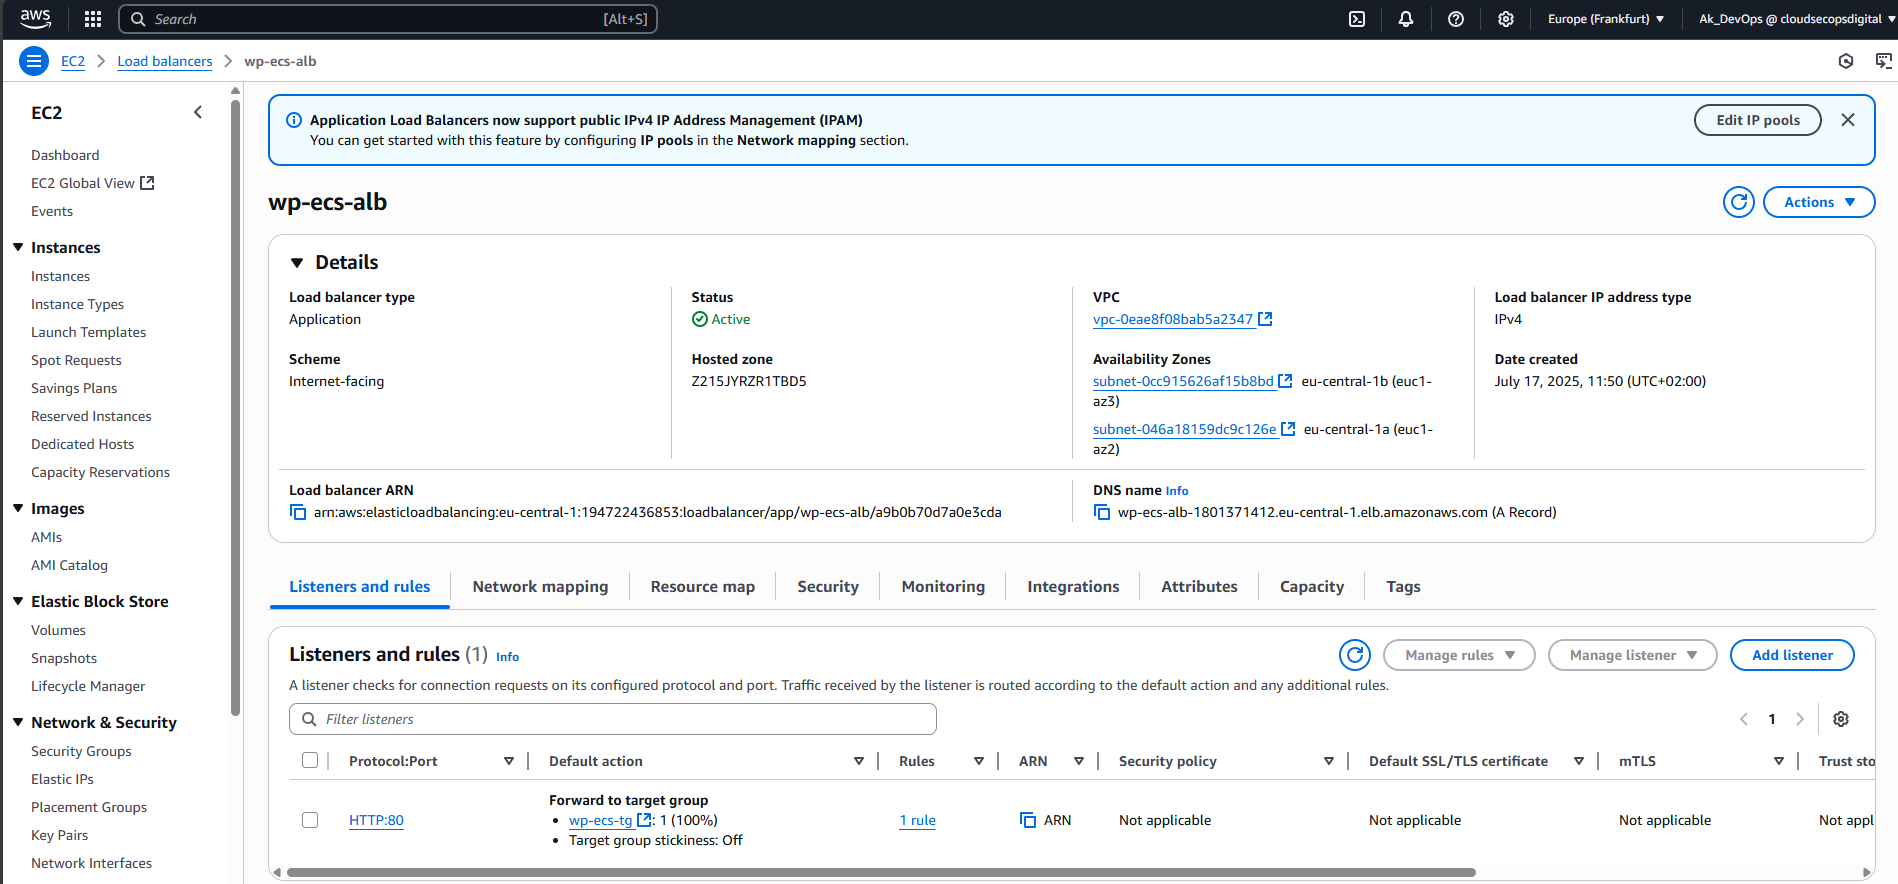 aws
Search [Alt+S]
Europe (Frankfurt)
Ak_DevOps @ cloudsecopsdigital
EC2 > Load balancers > wp-ecs-alb
EC2
Dashboard
EC2 Global View
Events
Instances
Instances
Instance Types
Launch Templates
Spot Requests
Savings Plans
Reserved Instances
Dedicated Hosts
Capacity Reservations
Images
AMIs
AMI Catalog
Elastic Block Store
Volumes
Snapshots
Lifecycle Manager
Network & Security
Security Groups
Elastic IPs
Placement Groups
Key Pairs
Network Interfaces
Application Load Balancers now support public IPv4 IP Address Management (IPAM)
You can get started with this feature by configuring IP pools in the Network mapping section.
Edit IP pools
wp-ecs-alb
Actions
Details
Load balancer type
Application
Status
Active
VPC
vpc-0eae8f08bab5a2347
Load balancer IP address type
IPv4
Scheme
Internet-facing
Hosted zone
Z215JYRZR1TBD5
Availability Zones
subnet-0cc915626af15b8bd eu-central-1b (euc1-
az3)
subnet-046a18159dc9c126e eu-central-1a (euc1-
az2)
Date created
July 17, 2025, 11:50 (UTC+02:00)
Load balancer ARN
arn:aws:elasticloadbalancing:eu-central-1:194722436853:loadbalancer/app/wp-ecs-alb/a9b0b70d7a0e3cda
DNS name Info
wp-ecs-alb-1801371412.eu-central-1.elb.amazonaws.com (A Record)
Listeners and rules
Network mapping
Resource map
Security
Monitoring
Integrations
Attributes
Capacity
Tags
Listeners and rules (1) Info
Manage rules
Manage listener
Add listener
A listener checks for connection requests on its configured protocol and port. Traffic received by the listener is routed according to the default action and any additional rules.
Filter listeners
1
Protocol:Port
Default action
Rules
ARN
Security policy
Default SSL/TLS certificate
mTLS
Trust sto
HTTP:80
Forward to target group
• wp-ecs-tg : 1 (100%)
• Target group stickiness: Off
1 rule
ARN
Not applicable
Not applicable
Not applicable
Not appl